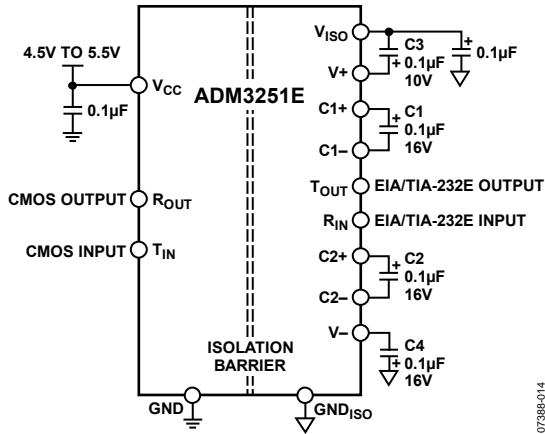 4.5V TO 5.5V
VCC
0.1µF
ADM3251E
CMOS OUTPUT
ROUT
CMOS INPUT
TIN
ISOLATION
BARRIER
GND
GNDISO
VISO
V+
+
C3
0.1µF
10V
+
0.1µF
C1+
C1–
+
C1
0.1µF
16V
TOUT
EIA/TIA-232E OUTPUT
RIN
EIA/TIA-232E INPUT
C2+
C2–
+
C2
0.1µF
16V
V–
+
C4
0.1µF
16V
07388-014